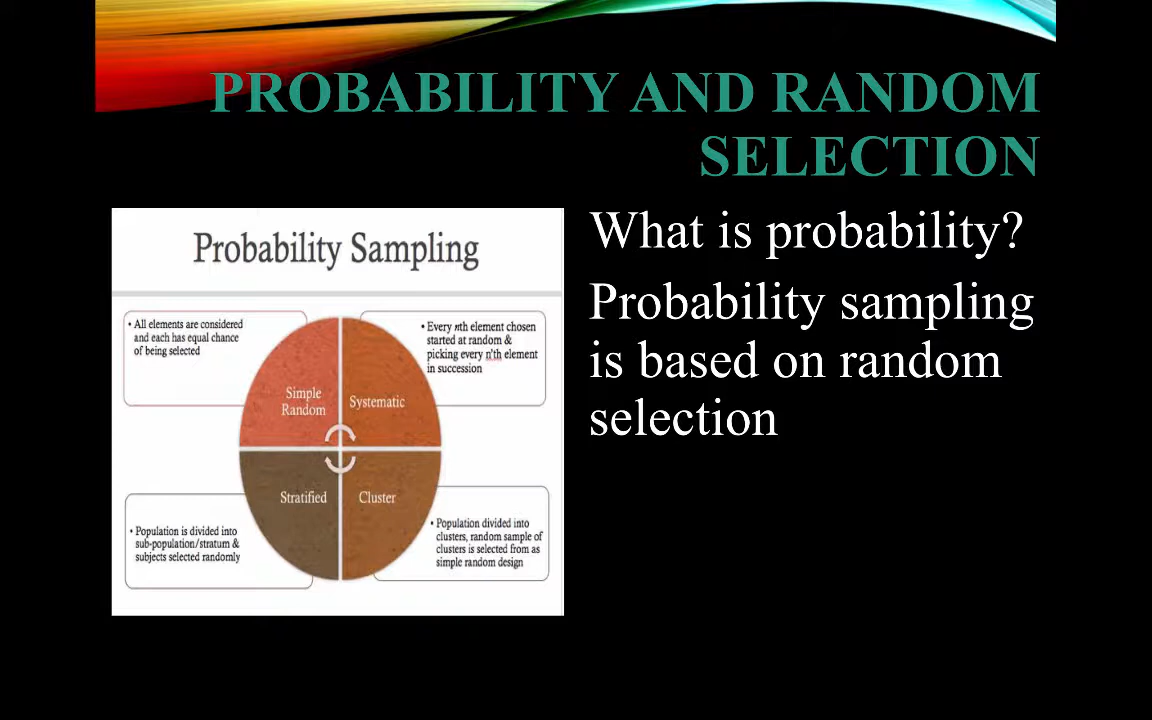 PROBABILITY AND RANDOM
SELECTION
What is probability?
Probability sampling
is based on random
selection
Probability Sampling
• All elements are considered
and each has equal chance
of being selected
• Every nth element chosen
started at random &
picking every n'th element
in succession
Simple
Random
Systematic
Stratified
Cluster
• Population is divided into
sub-population/stratum &
subjects selected randomly
• Population divided into
clusters, random sample of
clusters is selected from as
simple random design